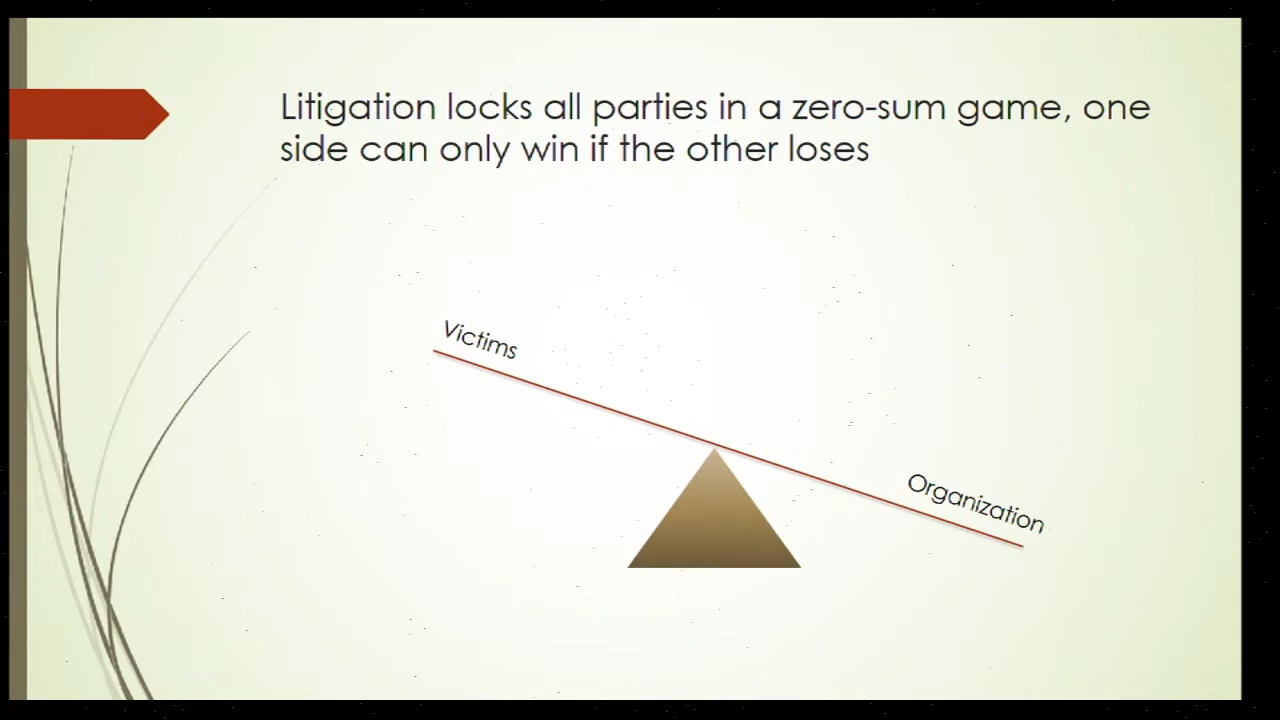 Litigation locks all parties in a zero-sum game, one
side can only win if the other loses
Victims
Organization